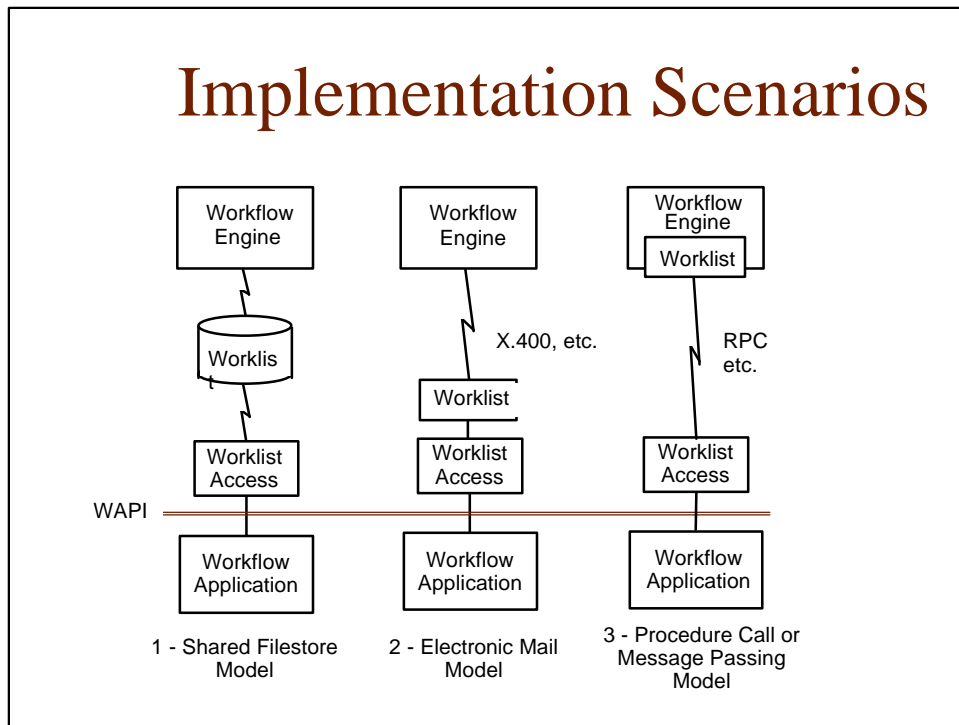 Implementation Scenarios
Workflow
Engine
Worklis
t
Worklist
Access
Workflow
Application
1 - Shared Filestore
Model
Workflow
Engine
X.400, etc.
Worklist
Worklist
Access
Workflow
Application
2 - Electronic Mail
Model
Workflow
Engine
Worklist
RPC
etc.
Worklist
Access
Workflow
Application
3 - Procedure Call or
Message Passing
Model
WAPI